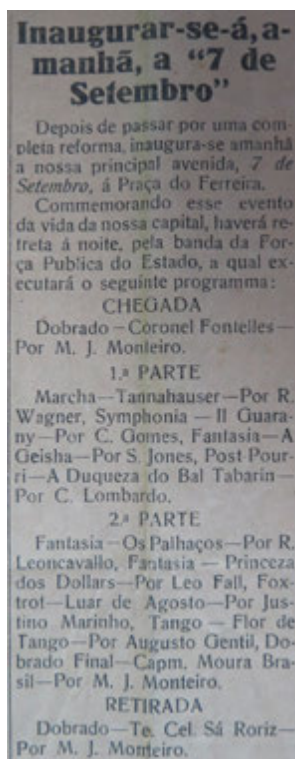 Inaugurar-se-á, a-
manhã, a “7 de
Setembro”
Depois de passar por uma com-
pleta reforma, inaugura-se amanhã
a nossa principal avenida, 7 de
Setembro, á Praça do Ferreira.
Commemorando esse evento
da vida da nossa capital, haverá re-
treta á noite, pela banda da For-
ça Publica do Estado, a qual exe-
cutará o seguinte programma:
CHEGADA
Dobrado—Coronel Fontelles—
Por M. J. Monteiro.
1.ª PARTE
Marcha—Tannahauser—Por R.
Wagner, Symphonia—Il Guara-
ny—Por C. Gomes, Fantasia—A
Geisha—Por S. Jones, Post Pour-
ri—A Duqueza do Bal Tabarin—
Por C. Lombardo.
2.ª PARTE
Fantasia—Os Palhaços—Por R.
Leoncavallo, Fantasia—Princeza
dos Dollars—Por Leo Fall, Fox-
trot—Luar de Agosto—Por Jus-
tino Marinho, Tango—Flor de
Tango—Por Augusto Gentil, Do-
brado Final—Capm. Moura Bra-
sil—Por M. J. Monteiro.
RETIRADA
Dobrado—Te. Cel. Sá Roriz—
Por M. J. Monteiro.